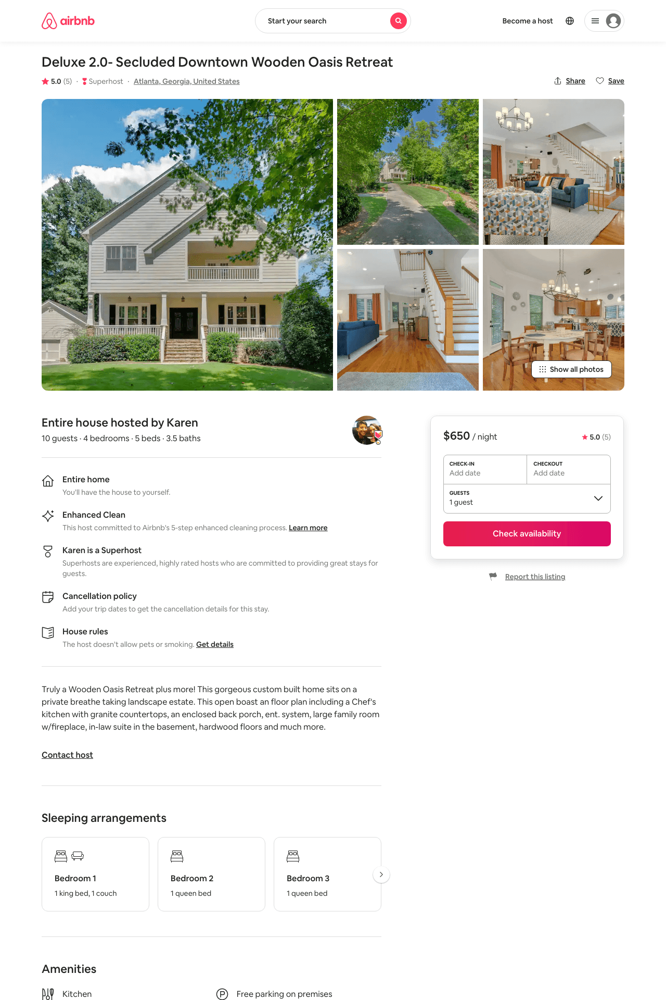 airbnb
Start your search
Become a host
Deluxe 2.0- Secluded Downtown Wooden Oasis Retreat
5.0 (5) · Superhost · Atlanta, Georgia, United States
Share
Save
Show all photos
Entire house hosted by Karen
10 guests · 4 bedrooms · 5 beds · 3.5 baths
Entire home
You'll have the house to yourself.
Enhanced Clean
This host committed to Airbnb's 5-step enhanced cleaning process. Learn more
Karen is a Superhost
Superhosts are experienced, highly rated hosts who are committed to providing great stays for
guests.
Cancellation policy
Add your trip dates to get the cancellation details for this stay.
House rules
The host doesn't allow pets or smoking. Get details
$650 / night
5.0 (5)
CHECK-IN
Add date
CHECKOUT
Add date
GUESTS
1 guest
Check availability
Report this listing
Truly a Wooden Oasis Retreat plus more! This gorgeous custom built home sits on a
private breathe taking landscape estate. This open boast an floor plan including a Chef's
kitchen with granite countertops, an enclosed back porch, ent. system, large family room
w/fireplace, in-law suite in the basement, hardwood floors and much more.
Contact host
Sleeping arrangements
Bedroom 1
1 king bed, 1 couch
Bedroom 2
1 queen bed
Bedroom 3
1 queen bed
Amenities
Kitchen
Free parking on premises